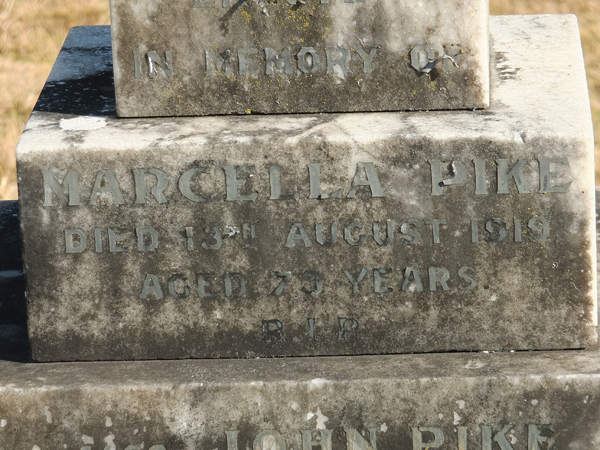 IN MEMORY OF
MARCELLA PIKE
DIED 13TH AUGUST 1919
AGED 73 YEARS
R.I.P.
JOHN PIKE